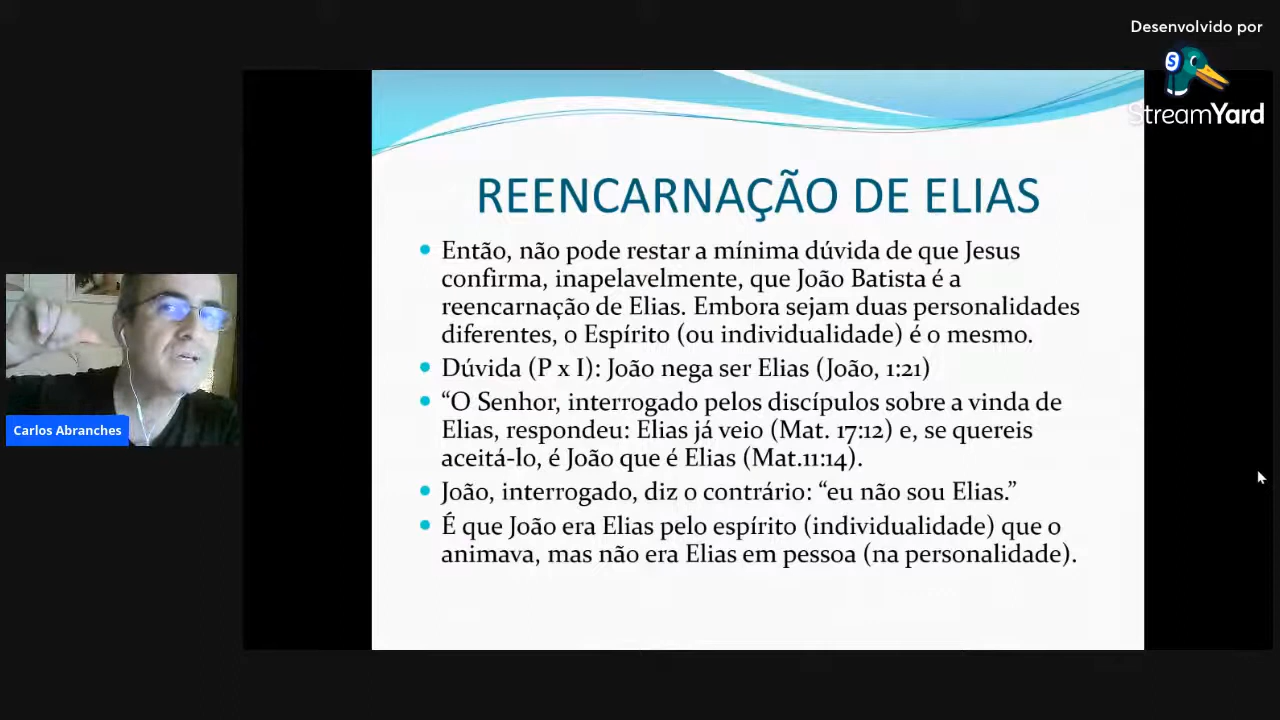 Desenvolvido por
StreamYard
REENCARNAÇÃO DE ELIAS
• Então, não pode restar a mínima dúvida de que Jesus
confirma, inapelavelmente, que João Batista é a
reencarnação de Elias. Embora sejam duas personalidades
diferentes, o Espírito (ou individualidade) é o mesmo.
• Dúvida (P x I): João nega ser Elias (João, 1:21)
• “O Senhor, interrogado pelos discípulos sobre a vinda de
Elias, respondeu: Elias já veio (Mat. 17:12) e, se quereis
aceitá-lo, é João que é Elias (Mat.11:14).
• João, interrogado, diz o contrário: “eu não sou Elias.”
• É que João era Elias pelo espírito (individualidade) que o
animava, mas não era Elias em pessoa (na personalidade).
Carlos Abranches